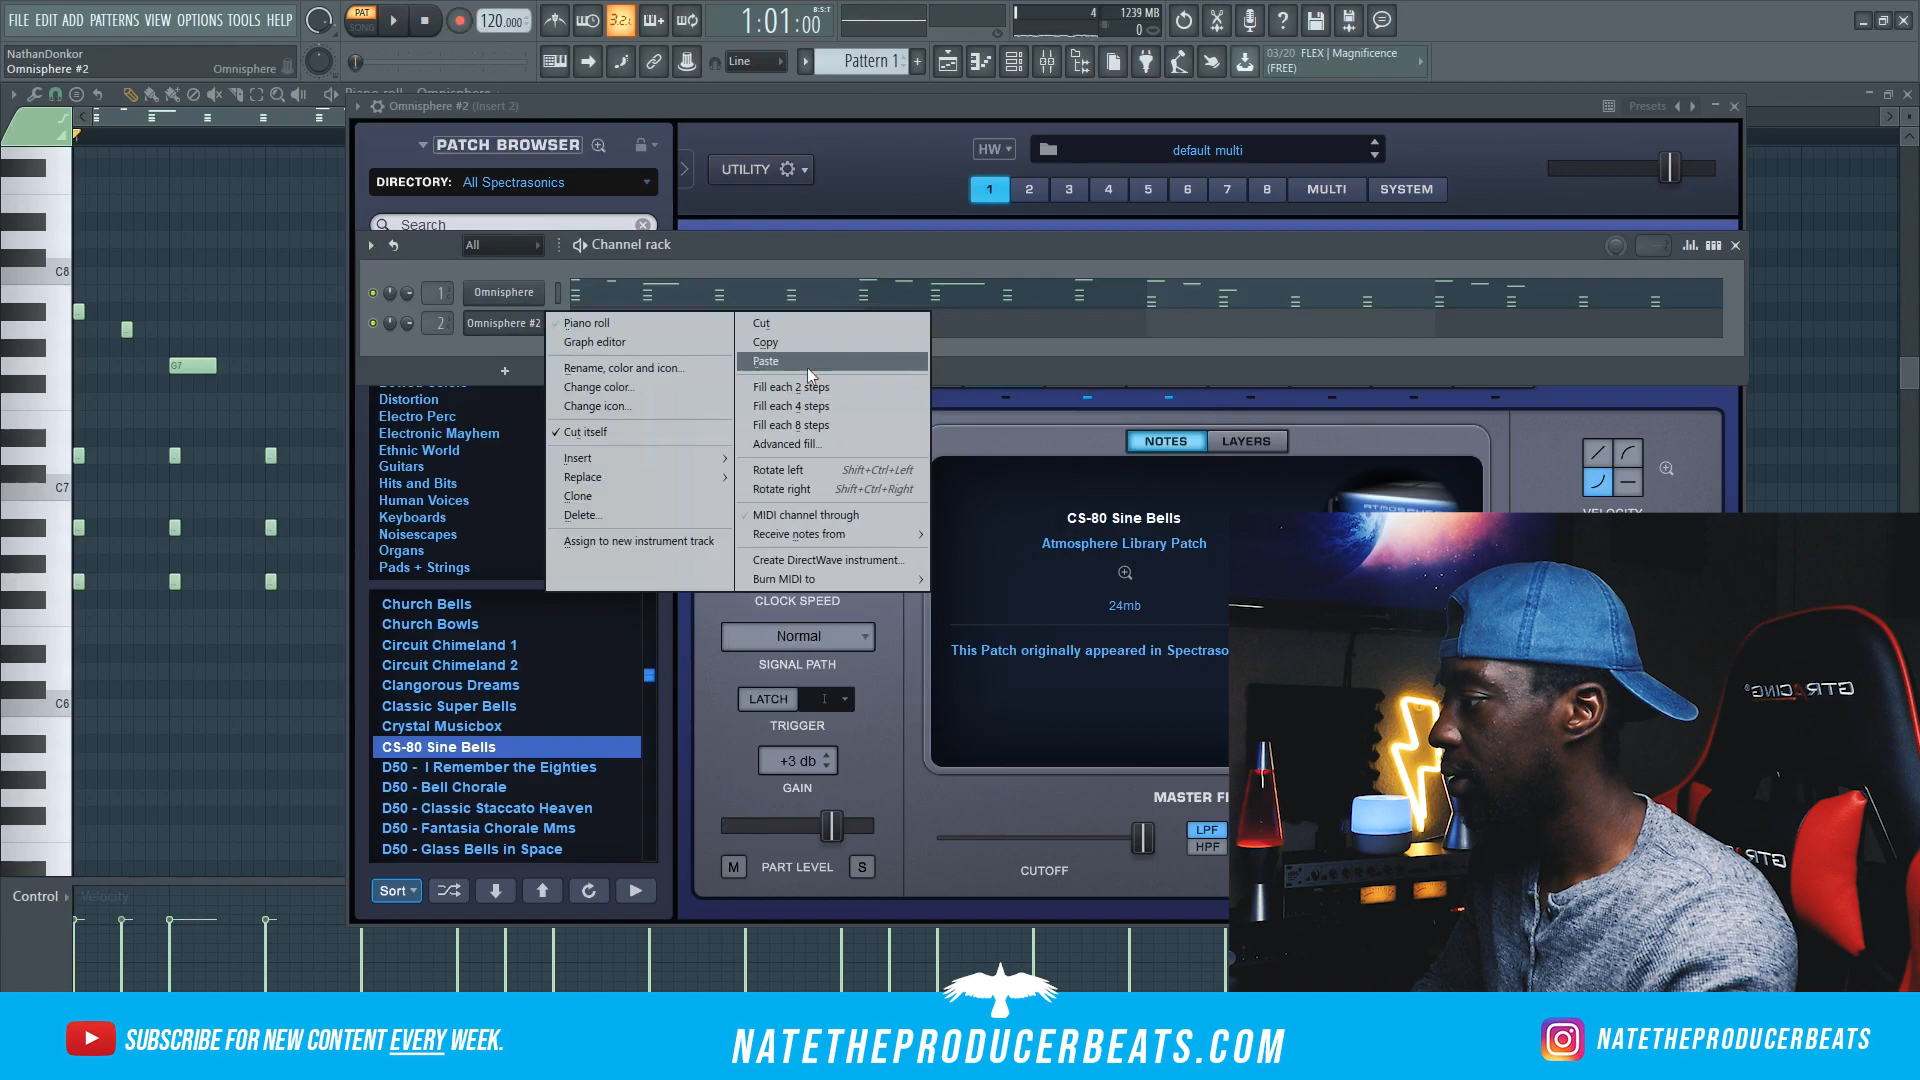 FILE EDIT ADD PATTERNS VIEW OPTIONS TOOLS HELP
PAT
SONG
120.000
3.2.
1:01:00
B:S:T
4
1239 MB
0
NathanDonkor
Omnisphere #2
Omnisphere
Line
Pattern 1
+
03/20 FLEX | Magnificence
(FREE)
Omnisphere #2 (Insert 2)
Presets
PATCH BROWSER
DIRECTORY: All Spectrasonics
Search
UTILITY
HW
default multi
1 2 3 4 5 6 7 8 MULTI SYSTEM
All
Channel rack
1 Omnisphere
2 Omnisphere #2
+
Piano roll
Graph editor
Rename, color and icon...
Change color...
Change icon...
Cut itself
Insert
Replace
Clone
Delete...
Assign to new instrument track
Cut
Copy
Paste
Fill each 2 steps
Fill each 4 steps
Fill each 8 steps
Advanced fill...
Rotate left Shift+Ctrl+Left
Rotate right Shift+Ctrl+Right
MIDI channel through
Receive notes from
Create DirectWave instrument...
Burn MIDI to
C8
G7
C7
C6
Distortion
Electro Perc
Electronic Mayhem
Ethnic World
Guitars
Hits and Bits
Human Voices
Keyboards
Noisescapes
Organs
Pads + Strings
Church Bells
Church Bowls
Circuit Chimeland 1
Circuit Chimeland 2
Clangorous Dreams
Classic Super Bells
Crystal Musicbox
CS-80 Sine Bells
D50 - I Remember the Eighties
D50 - Bell Chorale
D50 - Classic Staccato Heaven
D50 - Fantasia Chorale Mms
D50 - Glass Bells in Space
Sort
NOTES LAYERS
CS-80 Sine Bells
Atmosphere Library Patch
24mb
This Patch originally appeared in Spectraso
CLOCK SPEED
Normal
SIGNAL PATH
LATCH
TRIGGER
+3 db
GAIN
M PART LEVEL S
MASTER FI
LPF
HPF
CUTOFF
Control
Velocity
GTRACING
SUBSCRIBE FOR NEW CONTENT EVERY WEEK.
NATETHEPRODUCERBEATS.COM
NATETHEPRODUCERBEATS